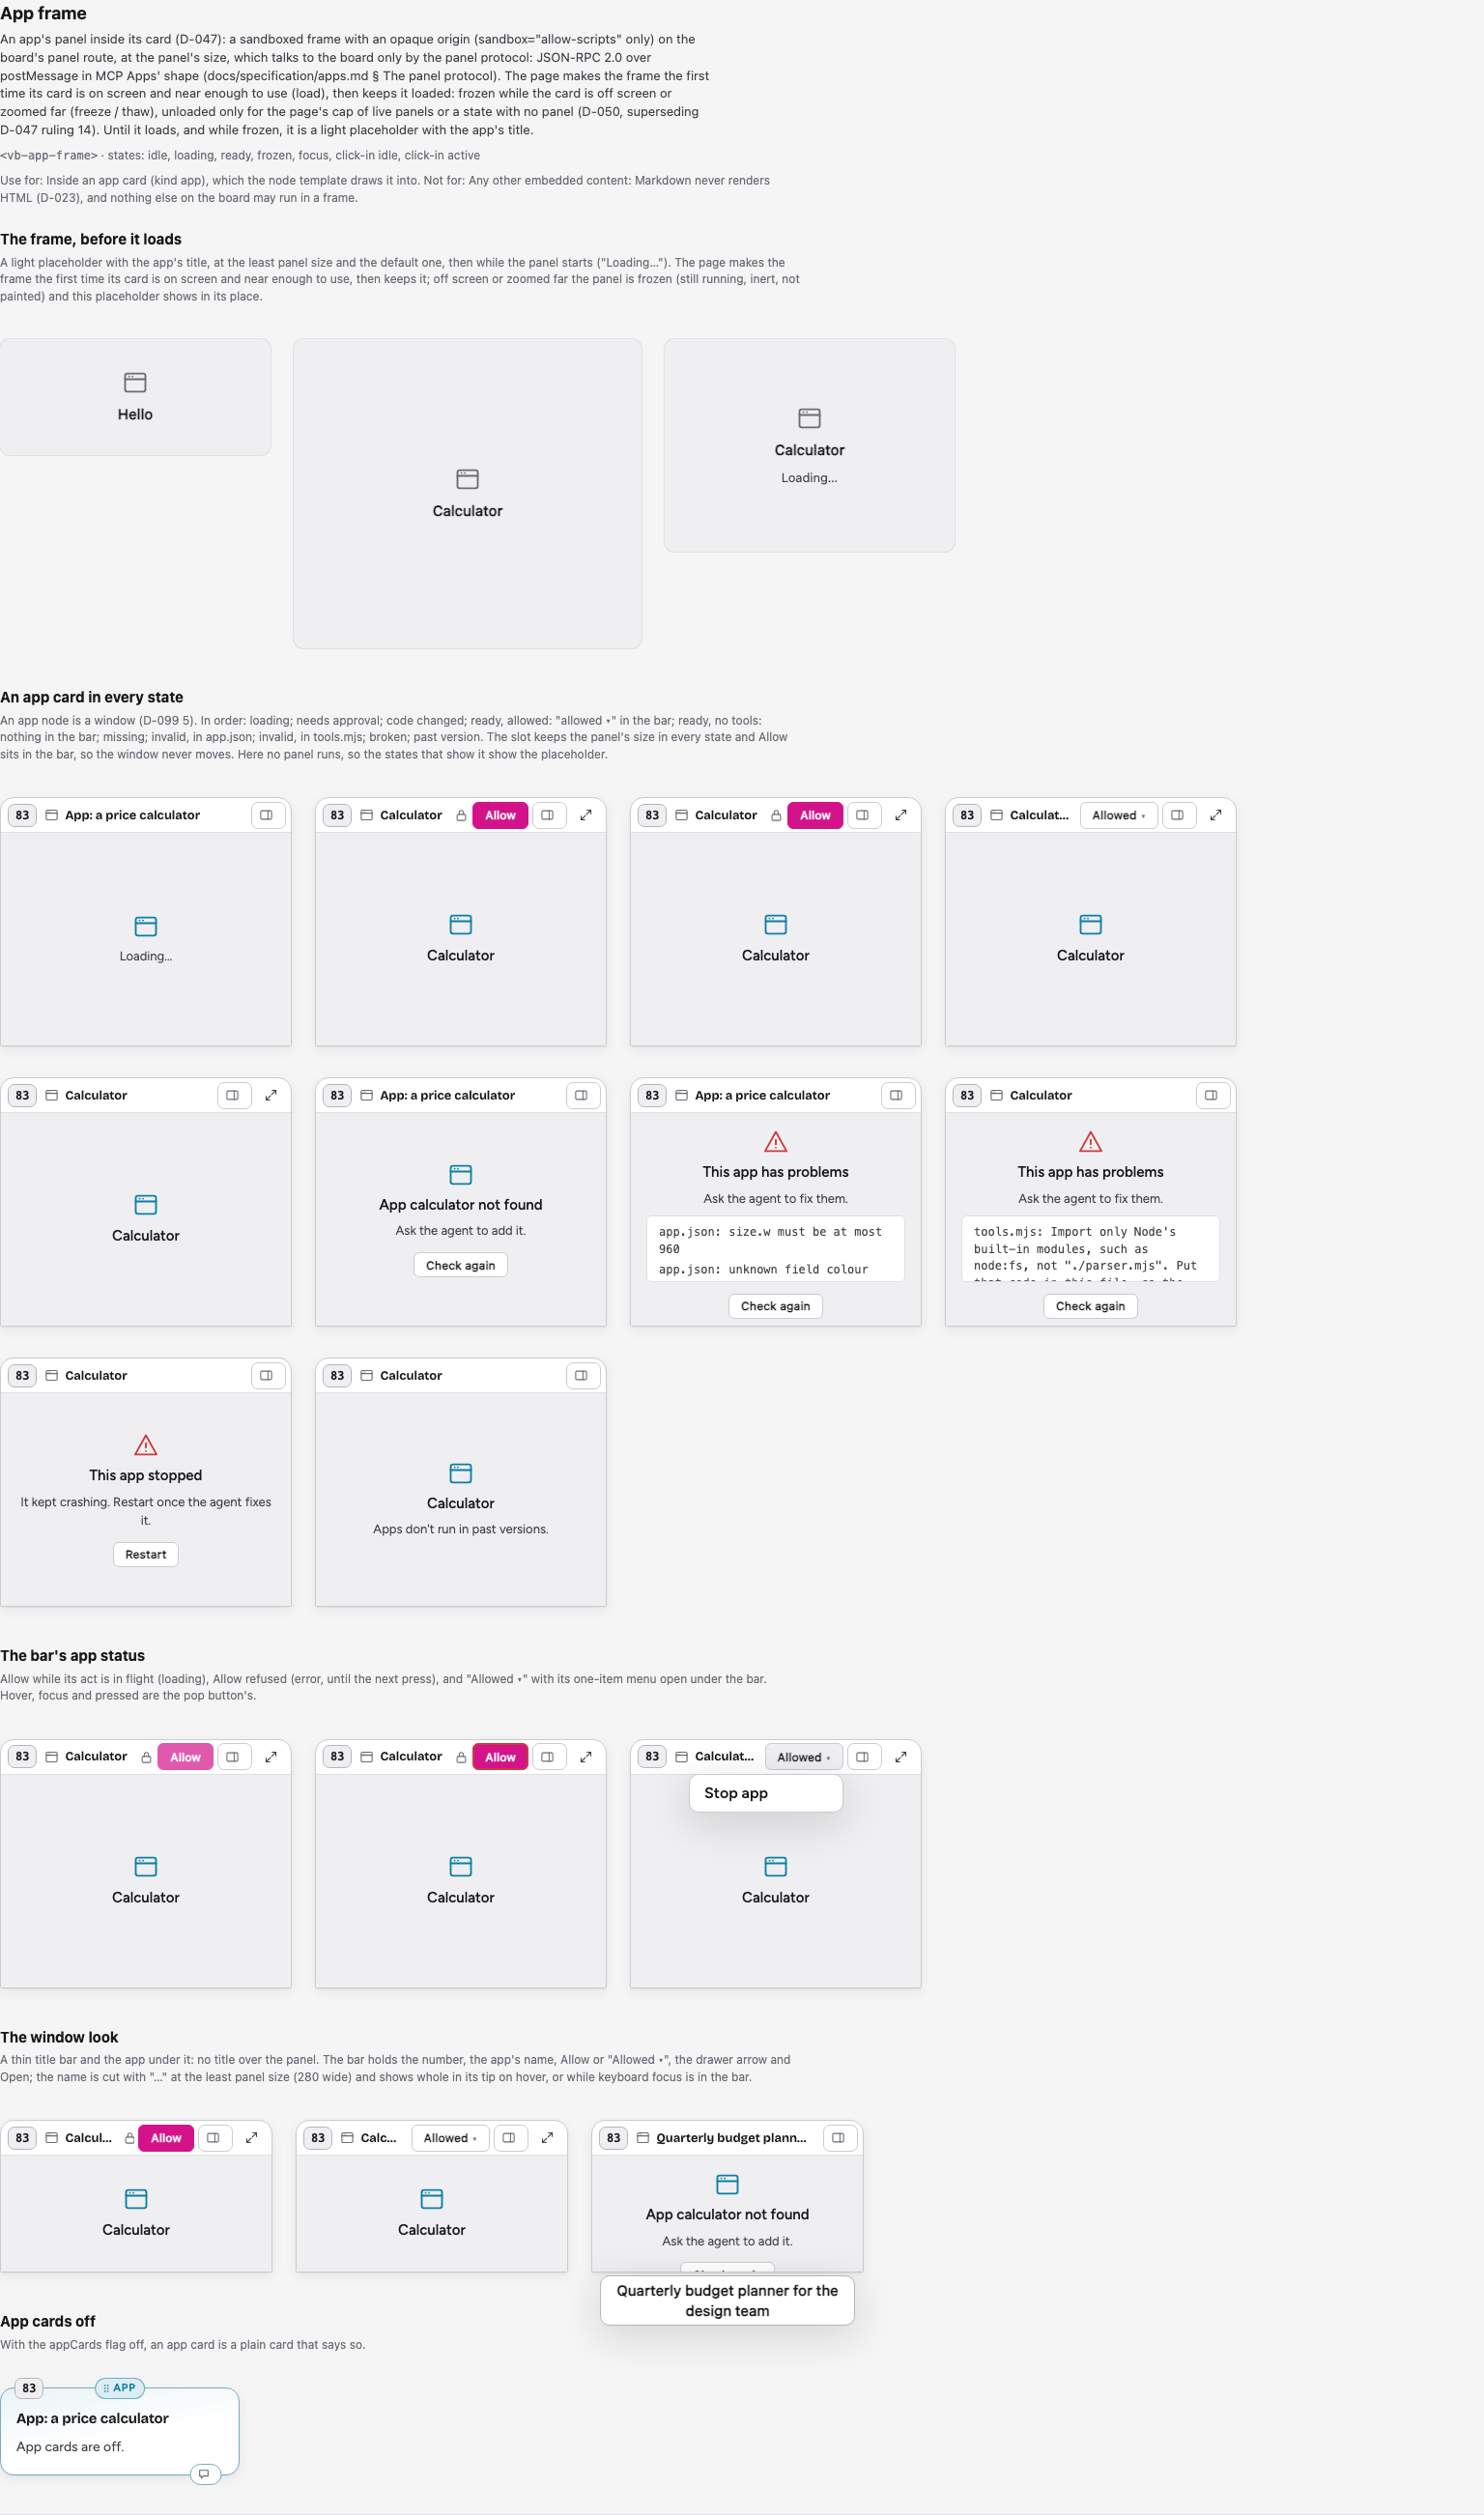 App frame
An app's panel inside its card (D-047): a sandboxed frame with an opaque origin (sandbox="allow-scripts" only) on the
board's panel route, at the panel's size, which talks to the board only by the panel protocol: JSON-RPC 2.0 over
postMessage in MCP Apps' shape (docs/specification/apps.md § The panel protocol). The page makes the frame the first
time its card is on screen and near enough to use (load), then keeps it loaded: frozen while the card is off screen or
zoomed far (freeze / thaw), unloaded only for the page's cap of live panels or a state with no panel (D-050, superseding
D-047 ruling 14). Until it loads, and while frozen, it is a light placeholder with the app's title.
<vb-app-frame> · states: idle, loading, ready, frozen, focus, click-in idle, click-in active
Use for: Inside an app card (kind app), which the node template draws it into. Not for: Any other embedded content: Markdown never renders
HTML (D-023), and nothing else on the board may run in a frame.
The frame, before it loads
A light placeholder with the app's title, at the least panel size and the default one, then while the panel starts ("Loading…"). The page makes the
frame the first time its card is on screen and near enough to use, then keeps it; off screen or zoomed far the panel is frozen (still running, inert, not
painted) and this placeholder shows in its place.
Hello
Calculator
Calculator
Loading…
An app card in every state
An app node is a window (D-099 5). In order: loading; needs approval; code changed; ready, allowed: "allowed ▾" in the bar; ready, no tools:
nothing in the bar; missing; invalid, in app.json; invalid, in tools.mjs; broken; past version. The slot keeps the panel's size in every state and Allow
sits in the bar, so the window never moves. Here no panel runs, so the states that show it show the placeholder.
83 App: a price calculator
Loading…
83 Calculator Allow
Calculator
83 Calculator Allow
Calculator
83 Calculat… Allowed ▾
Calculator
83 Calculator
Calculator
83 App: a price calculator
App calculator not found
Ask the agent to add it.
Check again
83 App: a price calculator
This app has problems
Ask the agent to fix them.
app.json: size.w must be at most
960
app.json: unknown field colour
Check again
83 Calculator
This app has problems
Ask the agent to fix them.
tools.mjs: Import only Node's
built-in modules, such as
node:fs, not "./parser.mjs". Put
Check again
83 Calculator
This app stopped
It kept crashing. Restart once the agent fixes
it.
Restart
83 Calculator
Calculator
Apps don't run in past versions.
The bar's app status
Allow while its act is in flight (loading), Allow refused (error, until the next press), and "Allowed ▾" with its one-item menu open under the bar.
Hover, focus and pressed are the pop button's.
83 Calculator Allow
Calculator
83 Calculator Allow
Calculator
83 Calculat… Allowed ▾
Stop app
Calculator
The window look
A thin title bar and the app under it: no title over the panel. The bar holds the number, the app's name, Allow or "Allowed ▾", the drawer arrow and
Open; the name is cut with "…" at the least panel size (280 wide) and shows whole in its tip on hover, or while keyboard focus is in the bar.
83 Calcul… Allow
Calculator
83 Calc… Allowed ▾
Calculator
83 Quarterly budget plann…
App calculator not found
Ask the agent to add it.
Quarterly budget planner for the
design team
App cards off
With the appCards flag off, an app card is a plain card that says so.
83 APP
App: a price calculator
App cards are off.